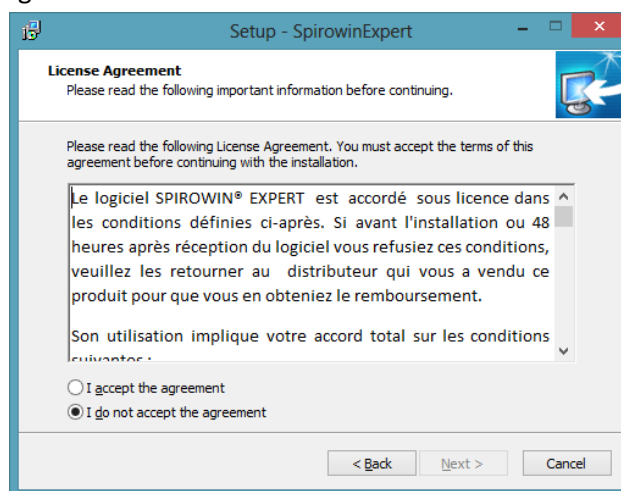 Setup - SpirowinExpert
License Agreement
Please read the following important information before continuing.
Please read the following License Agreement. You must accept the terms of this
agreement before continuing with the installation.
Le logiciel SPIROWIN® EXPERT est accordé sous licence dans
les conditions définies ci-après. Si avant l'installation ou 48
heures après réception du logiciel vous refusiez ces conditions,
veuillez les retourner au distributeur qui vous a vendu ce
produit pour que vous en obteniez le remboursement.
Son utilisation implique votre accord total sur les conditions
suivantes :
I accept the agreement
I do not accept the agreement
< Back
Next >
Cancel